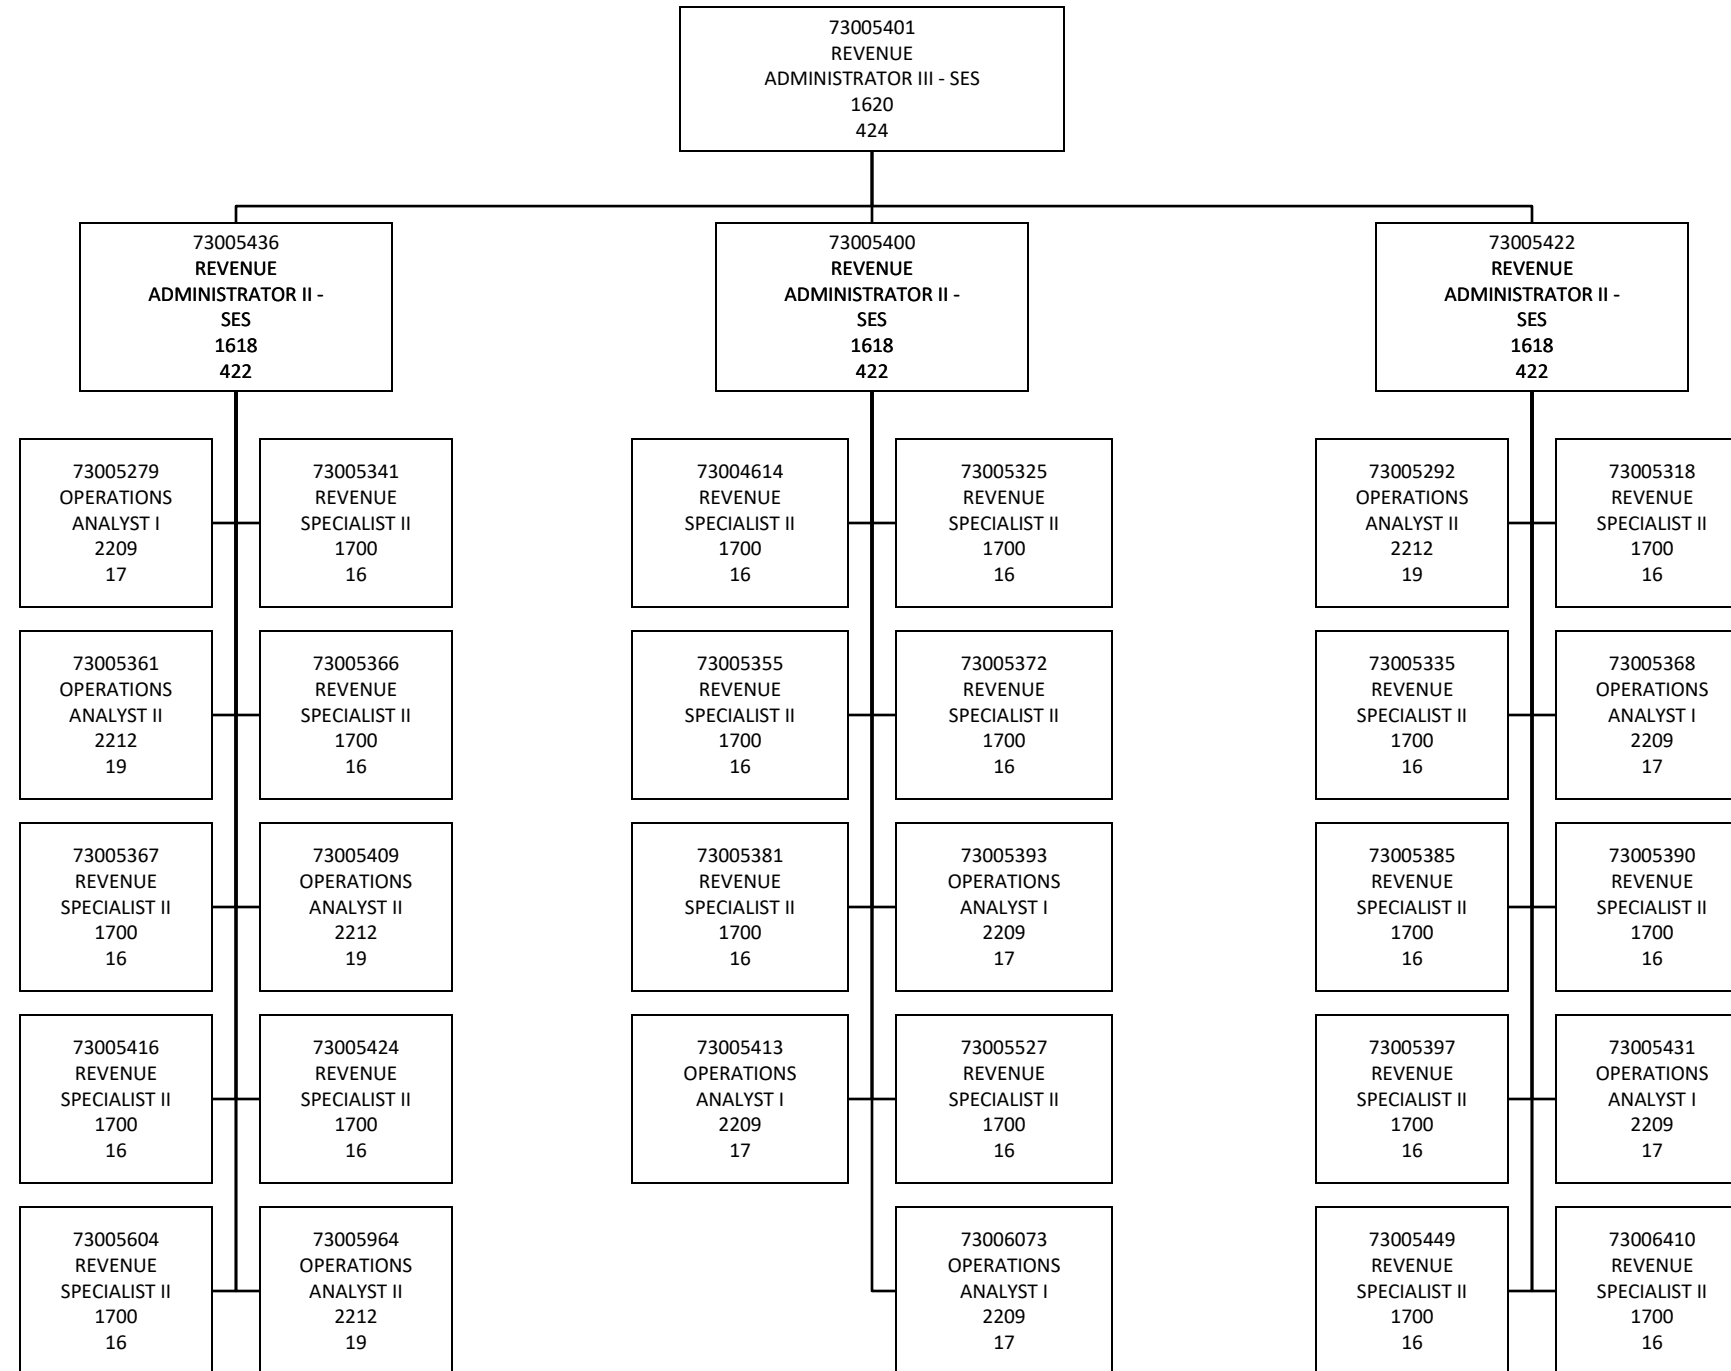 73005401
REVENUE
ADMINISTRATOR III - SES
1620
424
73005436
REVENUE
ADMINISTRATOR II -
SES
1618
422
73005400
REVENUE
ADMINISTRATOR II -
SES
1618
422
73005422
REVENUE
ADMINISTRATOR II -
SES
1618
422
73005279
OPERATIONS
ANALYST I
2209
17
73005341
REVENUE
SPECIALIST II
1700
16
73004614
REVENUE
SPECIALIST II
1700
16
73005325
REVENUE
SPECIALIST II
1700
16
73005292
OPERATIONS
ANALYST II
2212
19
73005318
REVENUE
SPECIALIST II
1700
16
73005361
OPERATIONS
ANALYST II
2212
19
73005366
REVENUE
SPECIALIST II
1700
16
73005355
REVENUE
SPECIALIST II
1700
16
73005372
REVENUE
SPECIALIST II
1700
16
73005335
REVENUE
SPECIALIST II
1700
16
73005368
OPERATIONS
ANALYST I
2209
17
73005367
REVENUE
SPECIALIST II
1700
16
73005409
OPERATIONS
ANALYST II
2212
19
73005381
REVENUE
SPECIALIST II
1700
16
73005393
OPERATIONS
ANALYST I
2209
17
73005385
REVENUE
SPECIALIST II
1700
16
73005390
REVENUE
SPECIALIST II
1700
16
73005416
REVENUE
SPECIALIST II
1700
16
73005424
REVENUE
SPECIALIST II
1700
16
73005413
OPERATIONS
ANALYST I
2209
17
73005527
REVENUE
SPECIALIST II
1700
16
73005397
REVENUE
SPECIALIST II
1700
16
73005431
OPERATIONS
ANALYST I
2209
17
73005604
REVENUE
SPECIALIST II
1700
16
73005964
OPERATIONS
ANALYST II
2212
19
73006073
OPERATIONS
ANALYST I
2209
17
73005449
REVENUE
SPECIALIST II
1700
16
73006410
REVENUE
SPECIALIST II
1700
16